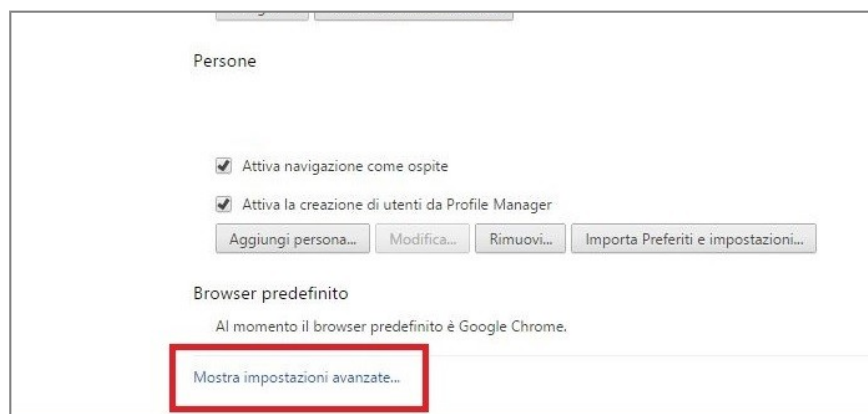 Persone
Attiva navigazione come ospite
Attiva la creazione di utenti da Profile Manager
Aggiungi persona... Modifica... Rimuovi... Importa Preferiti e impostazioni...
Browser predefinito
Al momento il browser predefinito è Google Chrome.
Mostra impostazioni avanzate...